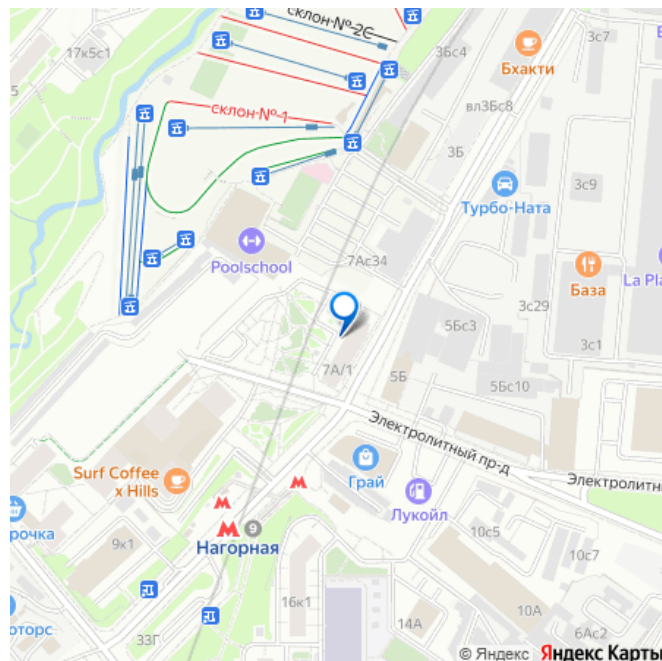 17к5с1
склон-№-2С
3Бс4
Бхакти
3с7
вл3Бс8
склон-№-1
3Б
Турбо-Ната
3с9
Poolschool
7Ас34
База
La Pla
3с29
5Бс3
3с1
7А/1
5Б
5Бс10
Электролитный пр-д
Surf Coffee
x Hills
Грай
Электролитн
Лукойл
рочка
9к1
9
Нагорная
10с5
10с7
16к1
оторс
33Г
14А
10А
6Ас2
© Яндекс Яндекс Карты